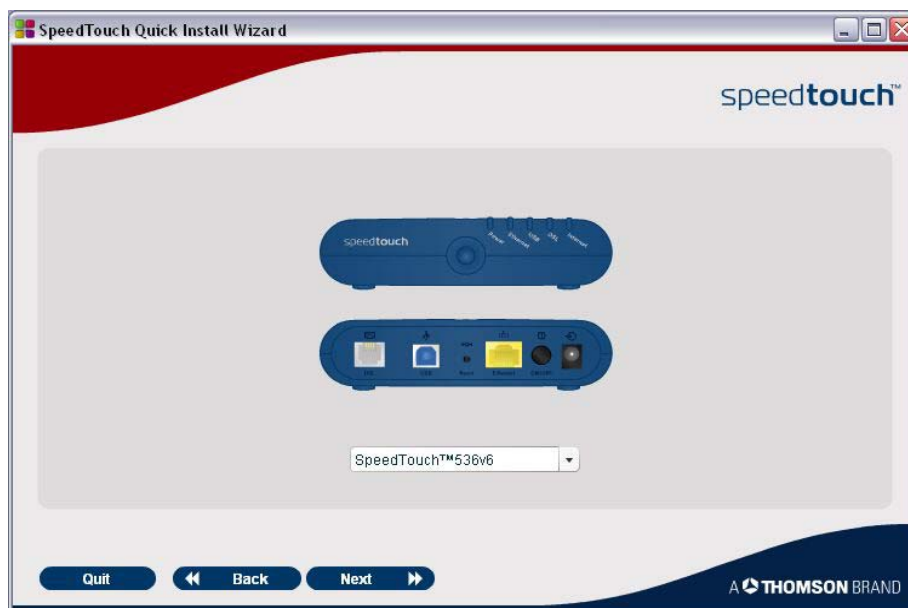 SpeedTouch Quick Install Wizard
speedtouch™
speedtouch
Power Ethernet USB DSL Internet
DSL USB Reset Ethernet
SpeedTouch™536v6
Quit Back Next
A THOMSON BRAND